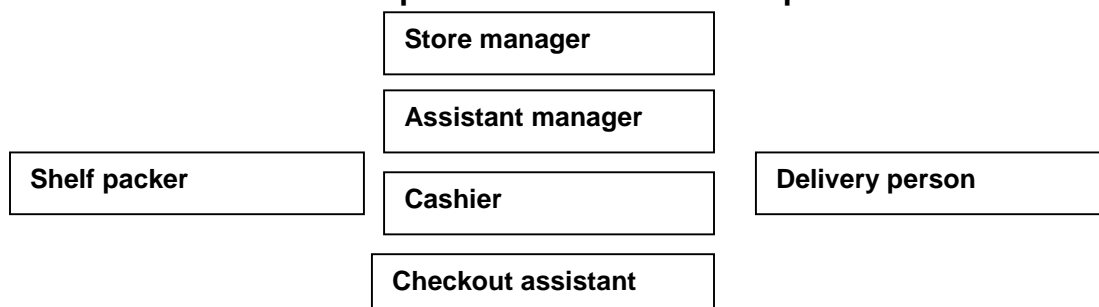 Store manager
Assistant manager
Shelf packer
Delivery person
Cashier
Checkout assistant